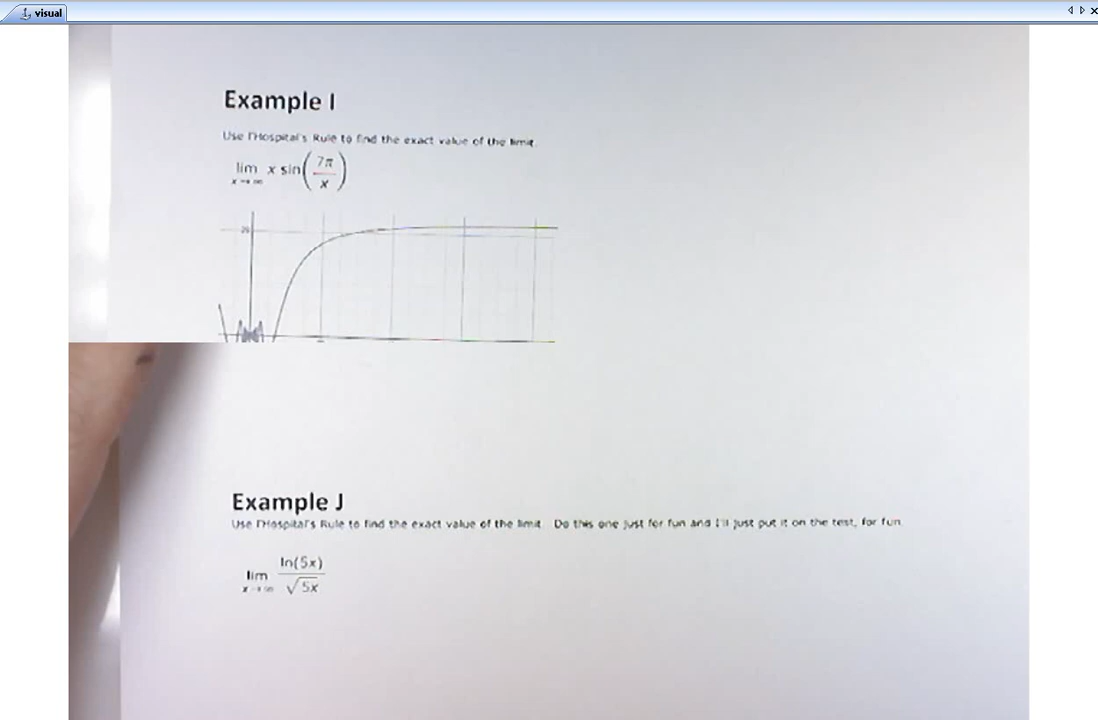 visual
Example I
Use l'Hospital's Rule to find the exact value of the limit.
lim x→∞ x sin(7π/x)
20
Example J
Use l'Hospital's Rule to find the exact value of the limit. Do this one just for fun and I'll just put it on the test, for fun.
lim x→∞ ln(5x)/√5x